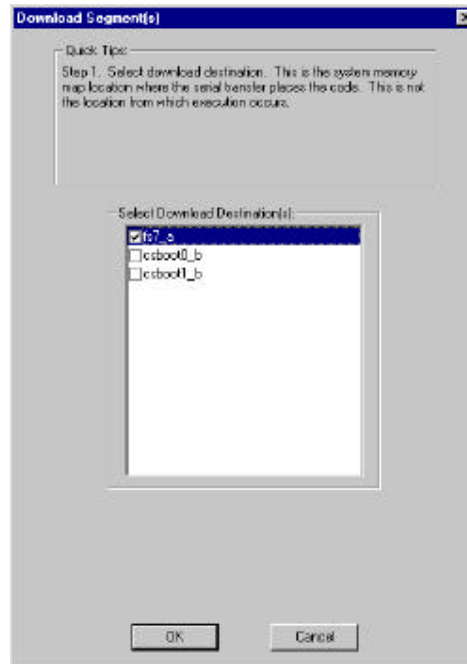 Download Segment(s)
Quick Tips:
Step 1. Select download destination. This is the system memory
map location where the serial transfer places the code. This is not
the location from which execution occurs.
Select Download Destination(s):
fs7_a
csboot0_b
csboot1_b
OK
Cancel